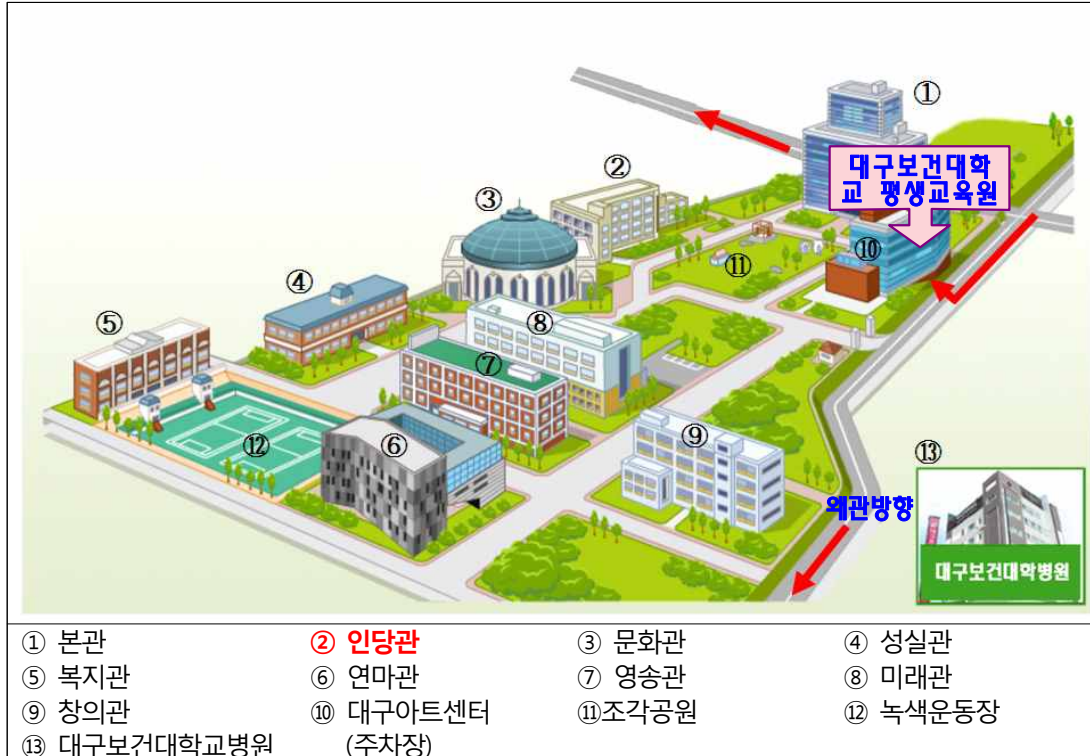 ①
대구보건대학
교 평생교육원
②
③
⑩
⑪
④
⑤
⑧
⑦
⑨
⑫
⑥
⑬
왜관방향
대구보건대학병원
① 본관 ② 인당관 ③ 문화관 ④ 성실관
⑤ 복지관 ⑥ 연마관 ⑦ 영송관 ⑧ 미래관
⑨ 창의관 ⑩ 대구아트센터 ⑪조각공원 ⑫ 녹색운동장
⑬ 대구보건대학교병원 (주차장)